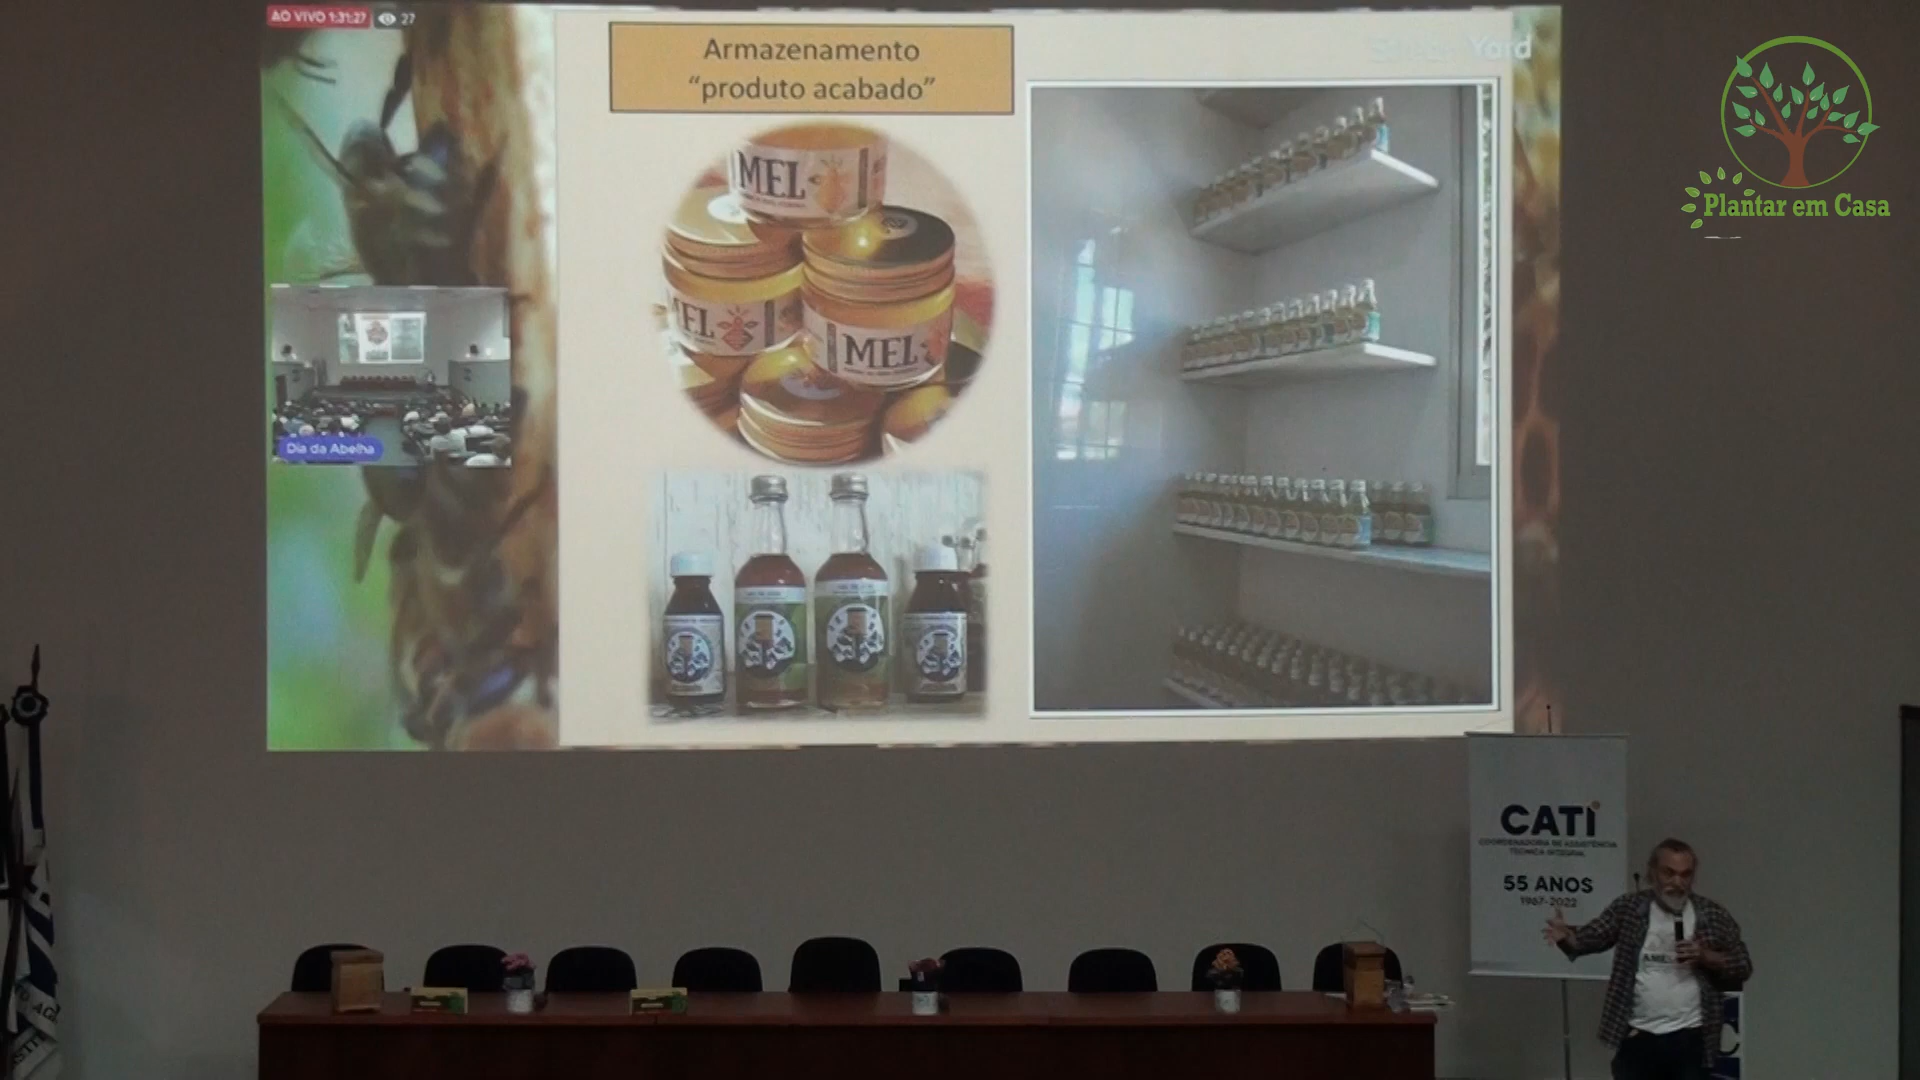 AO VIVO 1:31:27 27
Armazenamento
“produto acabado”
Yard
Plantar em Casa
MEL
MEL
MEL
Dia da Abelha
CATI
COORDENADORIA DE ASSISTÊNCIA
TÉCNICA INTEGRAL
55 ANOS
1967-2022